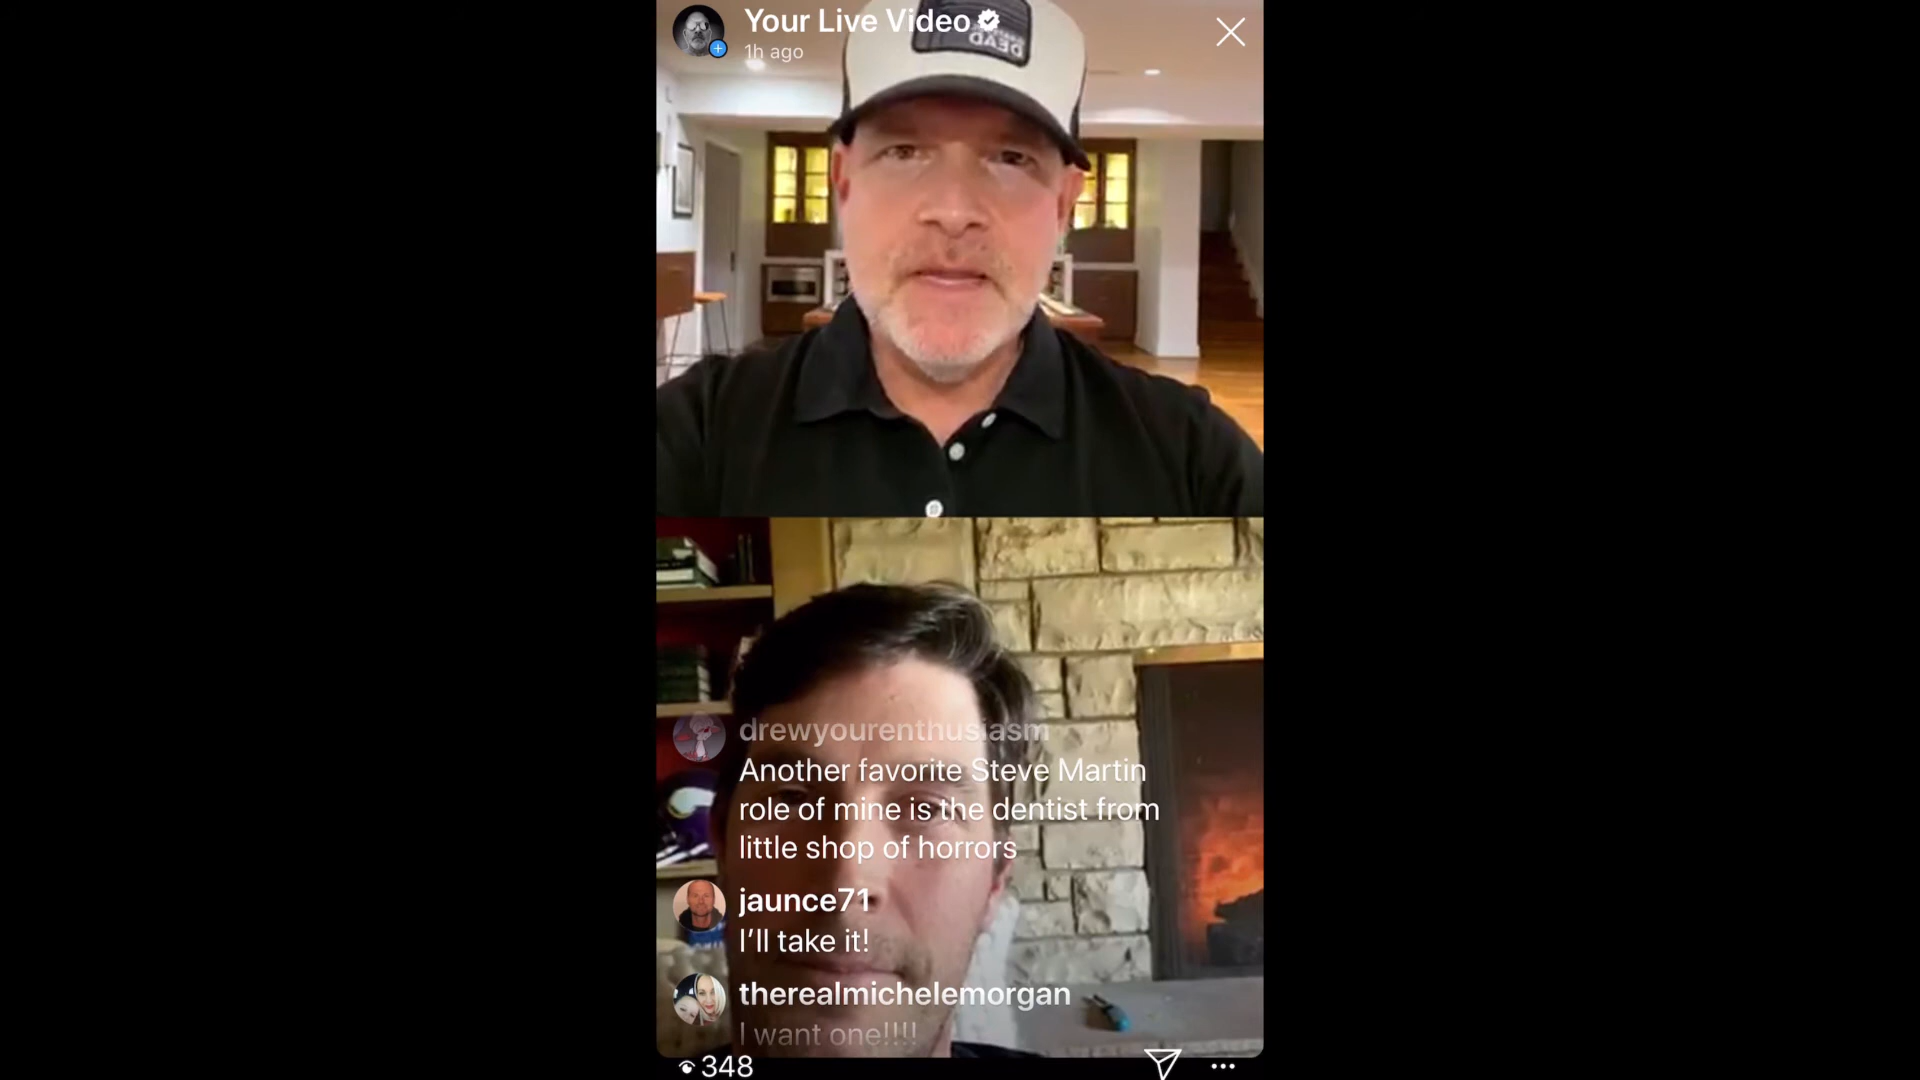 Your Live Video
1h ago
DEAD
drewyourenthusiasm
Another favorite Steve Martin
role of mine is the dentist from
little shop of horrors
jaunce71
I’ll take it!
therealmichelemorgan
I want one!!!!
348